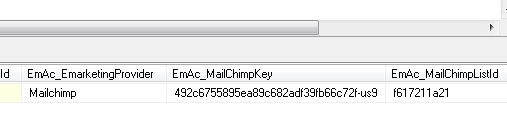 Id EmAc_EmarketingProvider EmAc_MailChimpKey EmAc_MailChimpListId
Mailchimp 492c6755895ea89c682adf39fb66c72f-us9 f617211a21